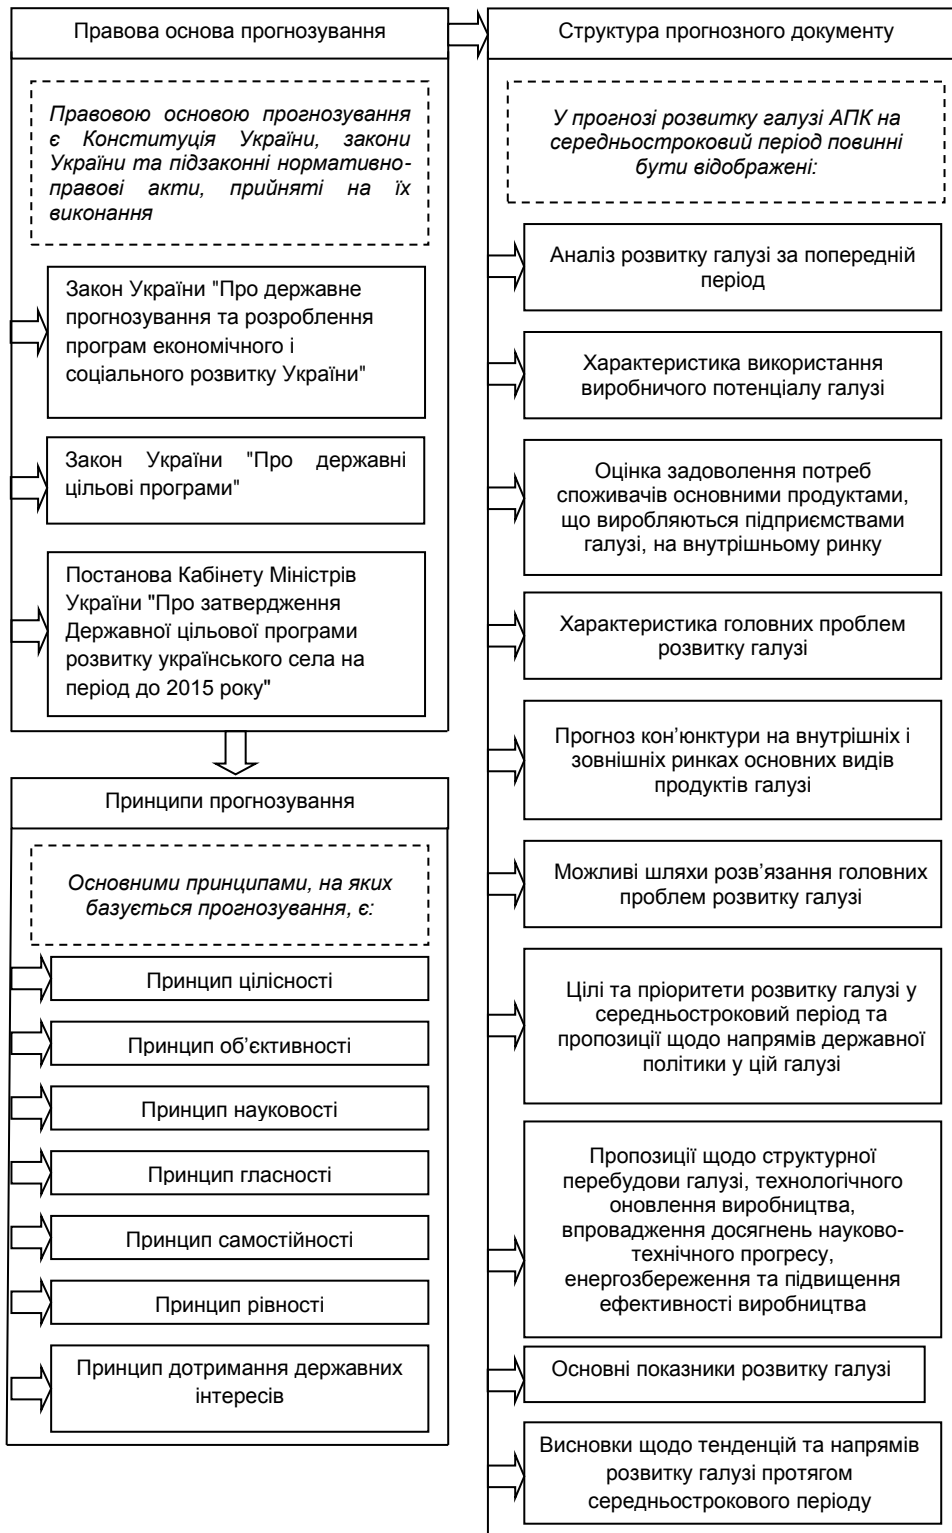 Правова основа прогнозування
Правовою основою прогнозування
є Конституція України, закони
України та підзаконні нормативно-
правові акти, прийняті на їх
виконання
Закон України "Про державне
прогнозування та розроблення
програм економічного і
соціального розвитку України"
Закон України "Про державні
цільові програми"
Постанова Кабінету Міністрів
України "Про затвердження
Державної цільової програми
розвитку українського села на
період до 2015 року"
Принципи прогнозування
Основними принципами, на яких
базується прогнозування, є:
Принцип цілісності
Принцип об’єктивності
Принцип науковості
Принцип гласності
Принцип самостійності
Принцип рівності
Принцип дотримання державних
інтересів
Структура прогнозного документу
У прогнозі розвитку галузі АПК на
середньостроковий період повинні
бути відображені:
Аналіз розвитку галузі за попередній
період
Характеристика використання
виробничого потенціалу галузі
Оцінка задоволення потреб
споживачів основними продуктами,
що виробляються підприємствами
галузі, на внутрішньому ринку
Характеристика головних проблем
розвитку галузі
Прогноз кон’юнктури на внутрішніх і
зовнішніх ринках основних видів
продуктів галузі
Можливі шляхи розв’язання головних
проблем розвитку галузі
Цілі та пріоритети розвитку галузі у
середньостроковий період та
пропозиції щодо напрямів державної
політики у цій галузі
Пропозиції щодо структурної
перебудови галузі, технологічного
оновлення виробництва,
впровадження досягнень науково-
технічного прогресу,
енергозбереження та підвищення
ефективності виробництва
Основні показники розвитку галузі
Висновки щодо тенденцій та напрямів
розвитку галузі протягом
середньострокового періоду